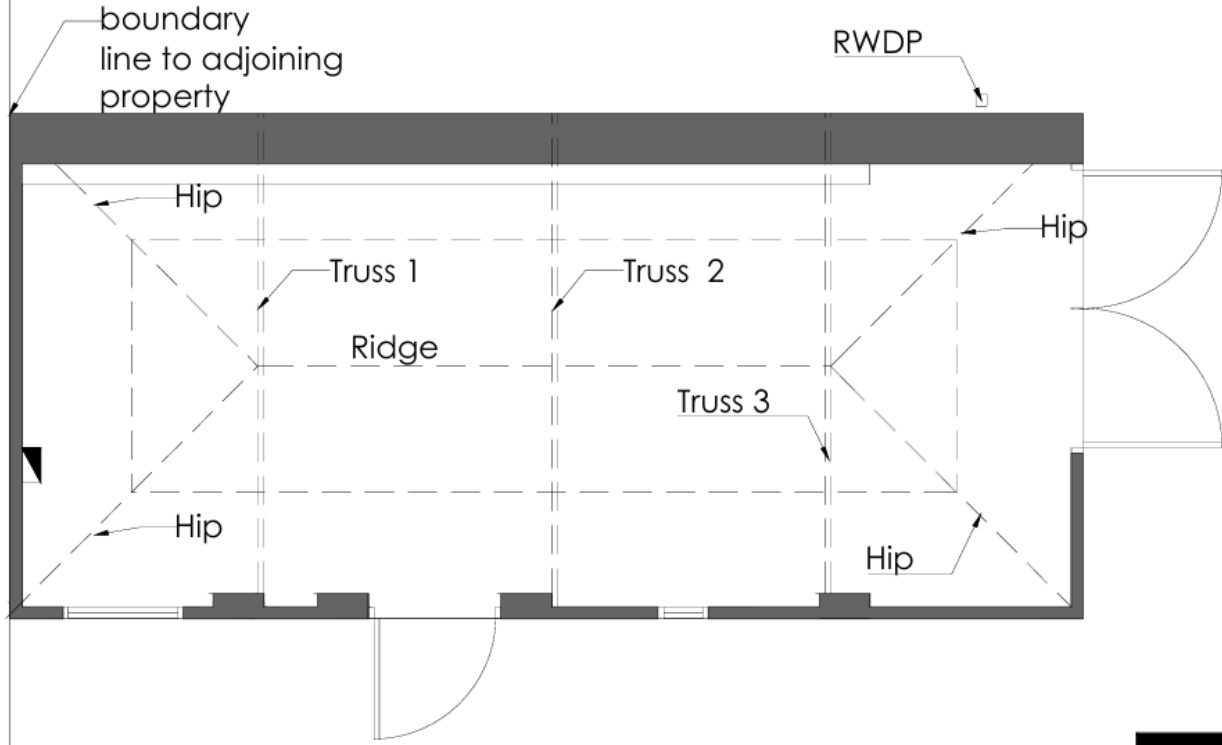 boundary
line to adjoining
property
RWDP
Hip
Hip
Truss 1
Truss 2
Ridge
Truss 3
Hip
Hip